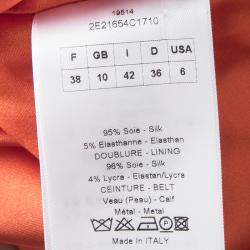 19514
2E21654C1710
F GB I D USA
38 10 42 36 6
95% Soie - Silk
5% Elasthanne - Elasthan
DOUBLURE - LINING
96% Soie - Silk
4% Lycra - Elastan/Lycra
CEINTURE - BELT
Veau (Peau) - Calf
Métal - Metal
MADE IN ITALY